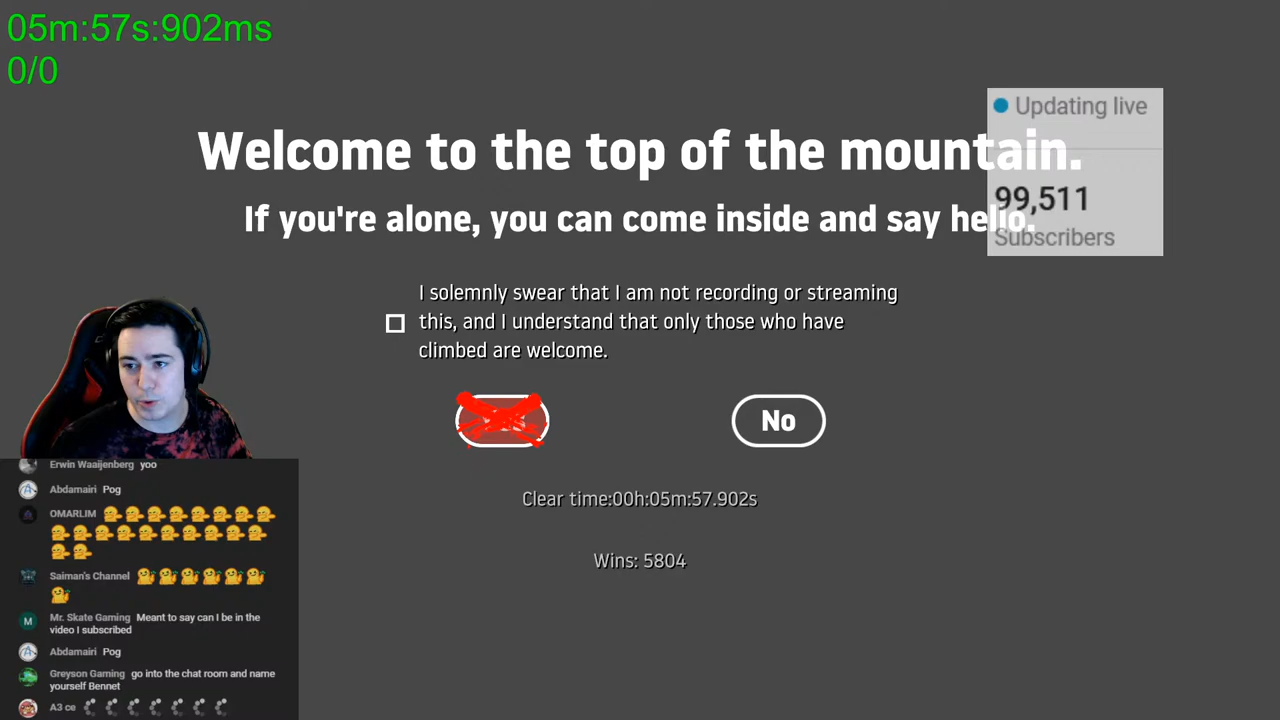 05m:57s:902ms
0/0
Updating live
99,511
Subscribers
Welcome to the top of the mountain.
If you're alone, you can come inside and say hello.
I solemnly swear that I am not recording or streaming
this, and I understand that only those who have
climbed are welcome.
No
Clear time:00h:05m:57.902s
Wins: 5804
Erwin Waaijenberg yoo
Abdamairi Pog
OMARLIM
Saiman's Channel
M Mr. Skate Gaming Meant to say can I be in the
video I subscribed
Abdamairi Pog
Greyson Gaming go into the chat room and name
yourself Bennet
A3 ce